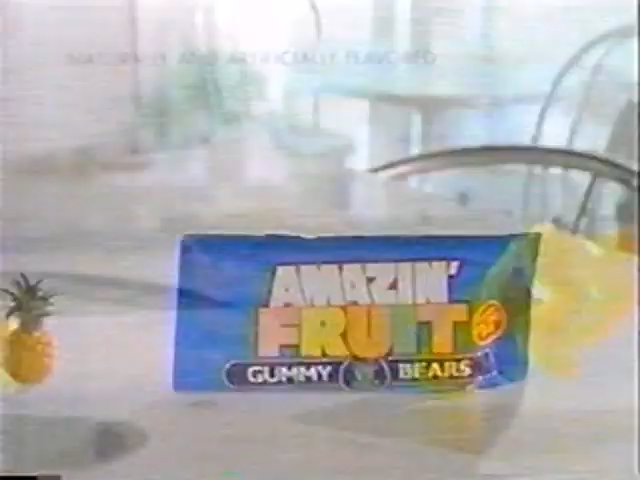 NATURALLY AND ARTIFICIALLY FLAVORED
AMAZIN'
FRUIT
GUMMY BEARS